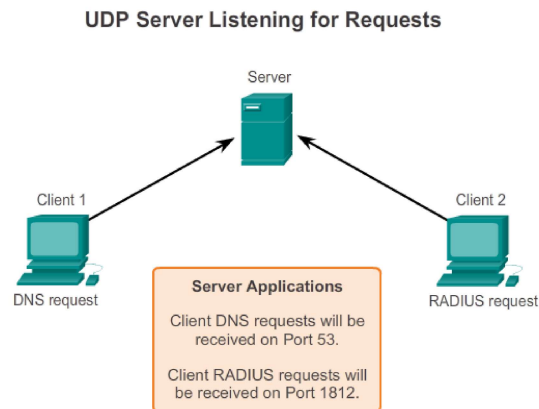 UDP Server Listening for Requests
Server
Client 1
Client 2
DNS request
RADIUS request
Server Applications
Client DNS requests will be
received on Port 53.
Client RADIUS requests will
be received on Port 1812.